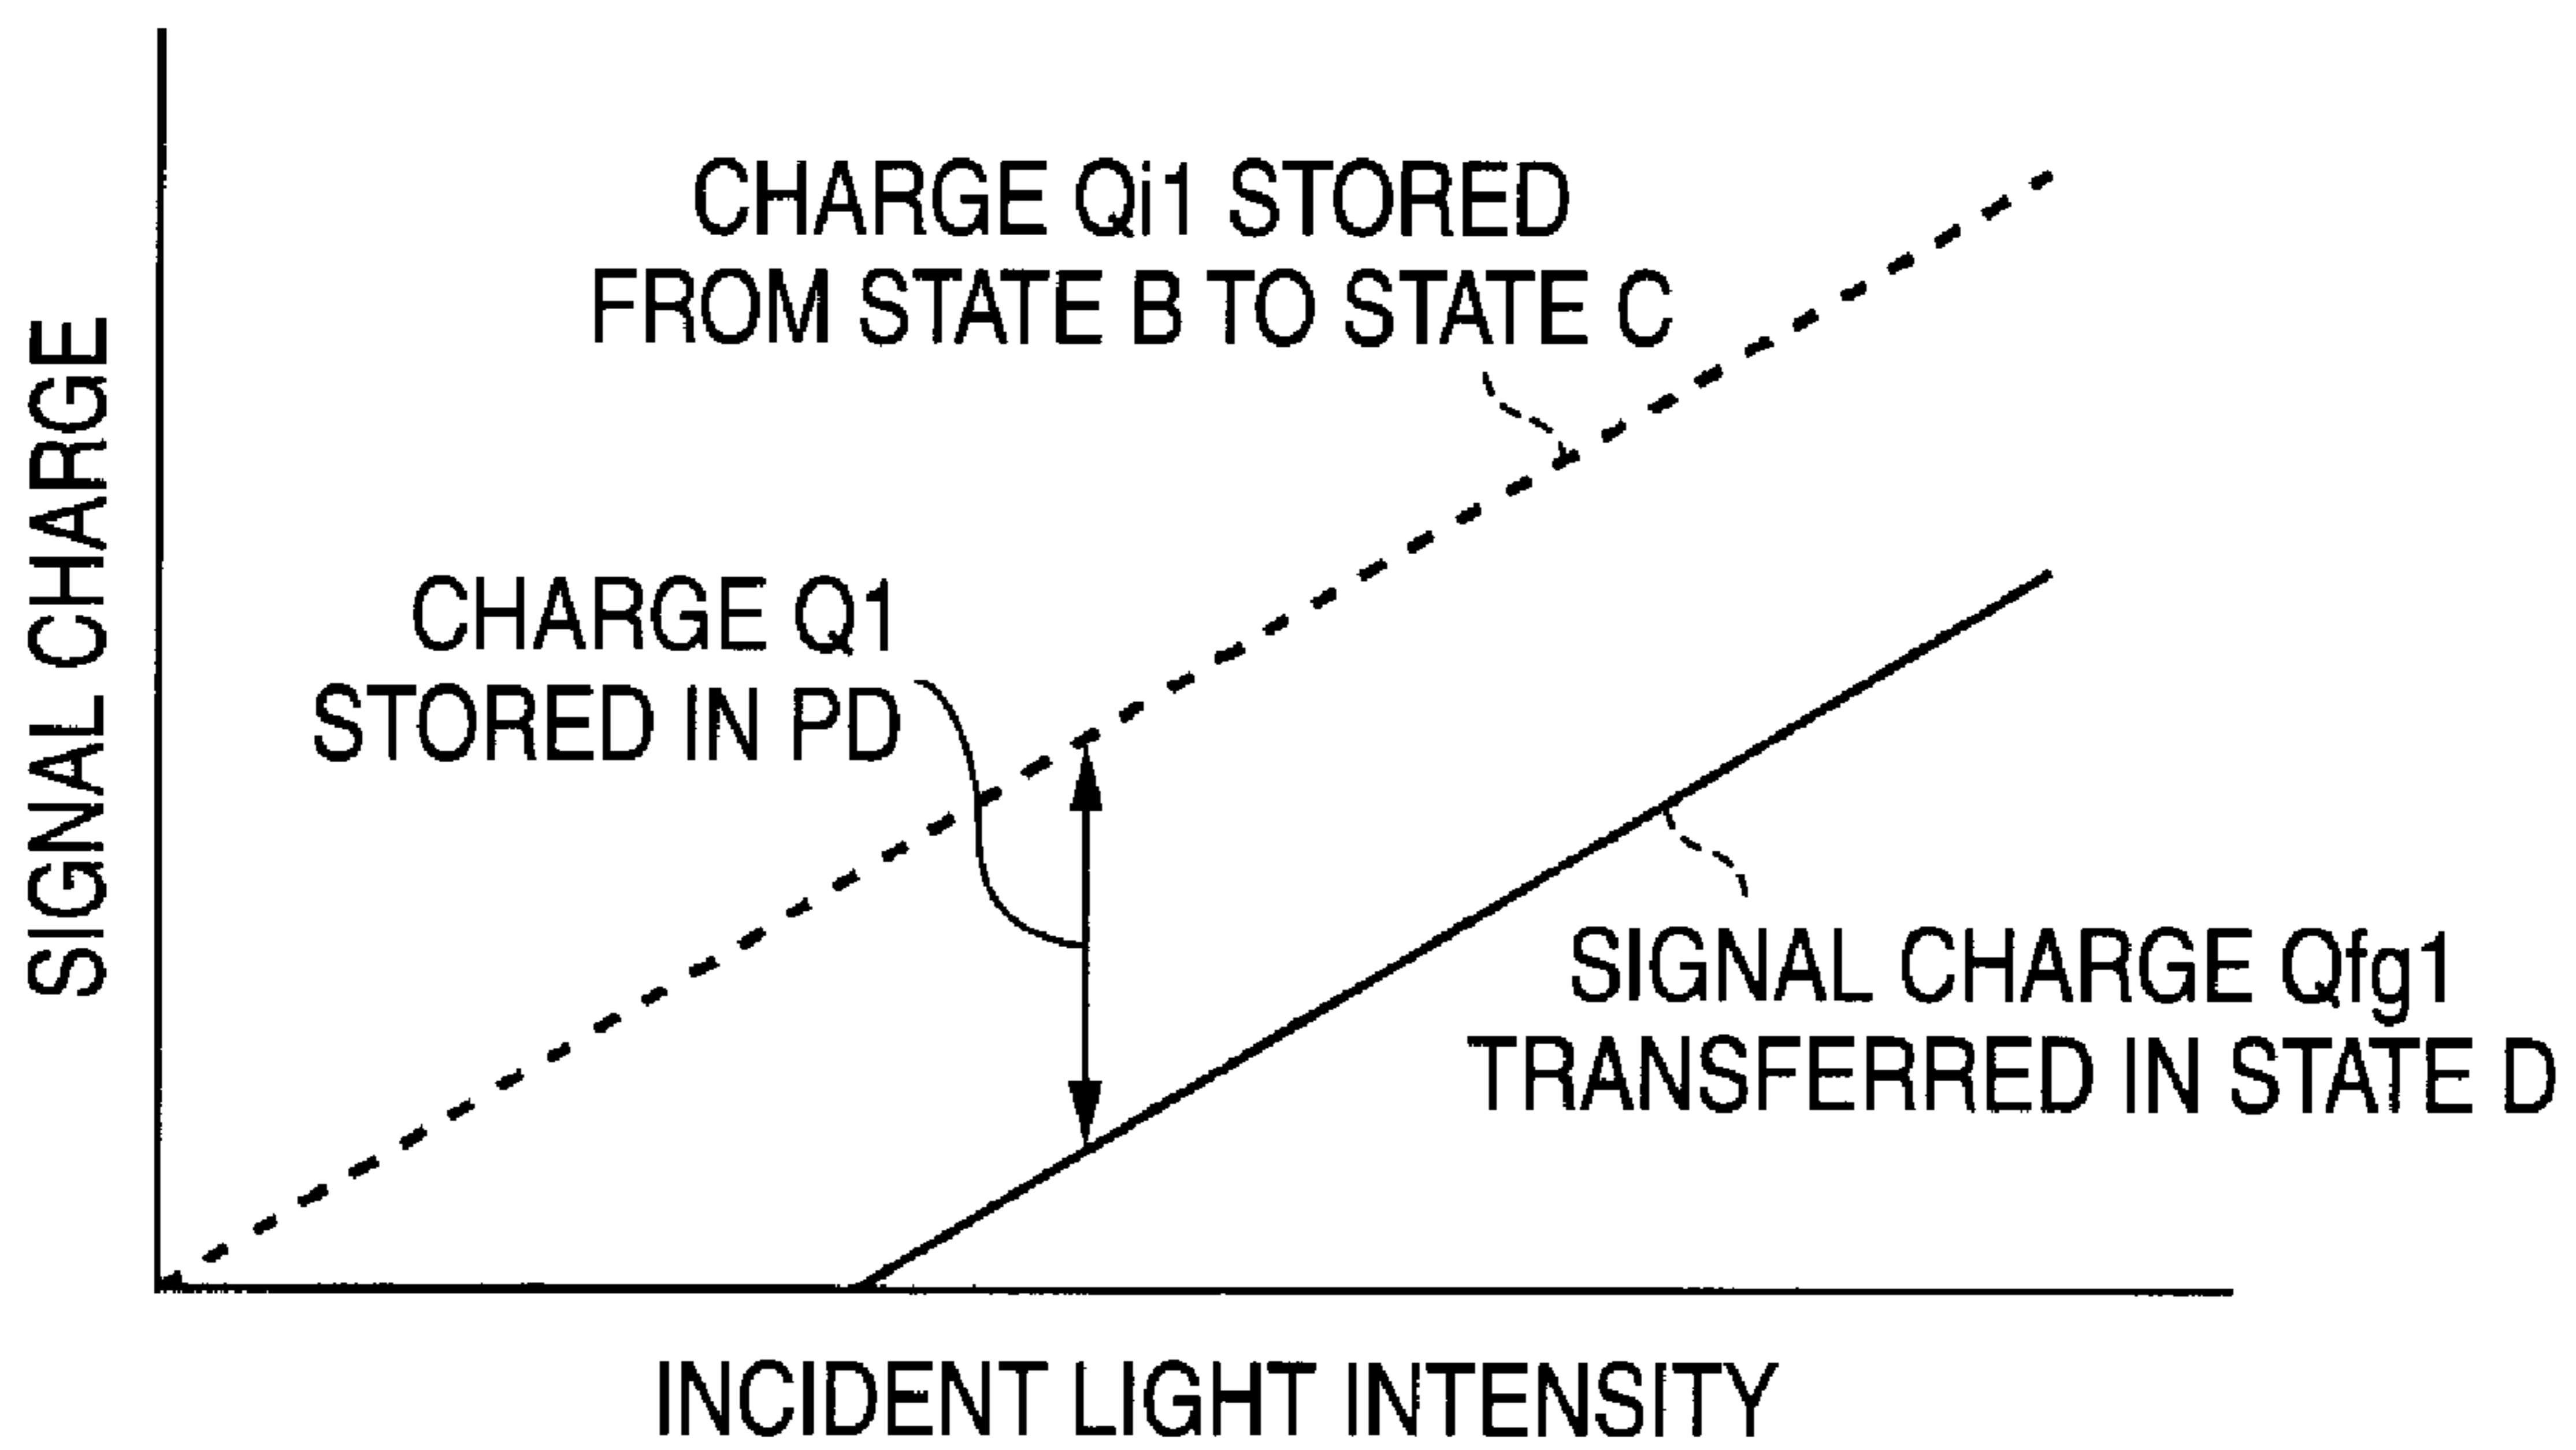 SIGNAL CHARGE
CHARGE Qi1 STORED
FROM STATE B TO STATE C
CHARGE Q1
STORED IN PD
SIGNAL CHARGE Qfg1
TRANSFERRED IN STATE D
INCIDENT LIGHT INTENSITY